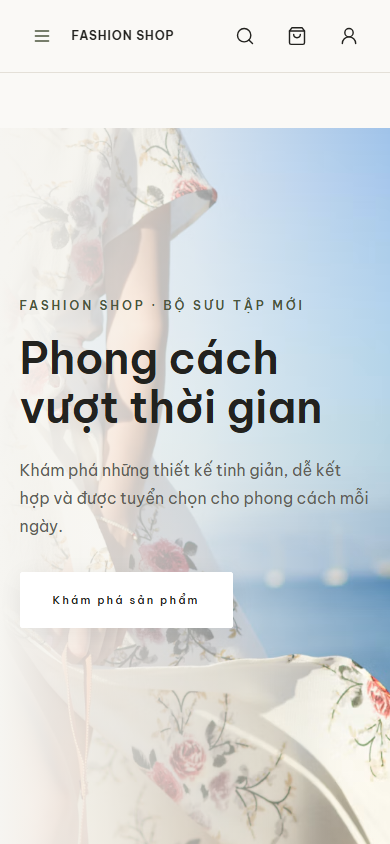 FASHION SHOP
FASHION SHOP · BỘ SƯU TẬP MỚI
Phong cách
vượt thời gian
Khám phá những thiết kế tinh giản, dễ kết
hợp và được tuyển chọn cho phong cách mỗi
ngày.
Khám phá sản phẩm